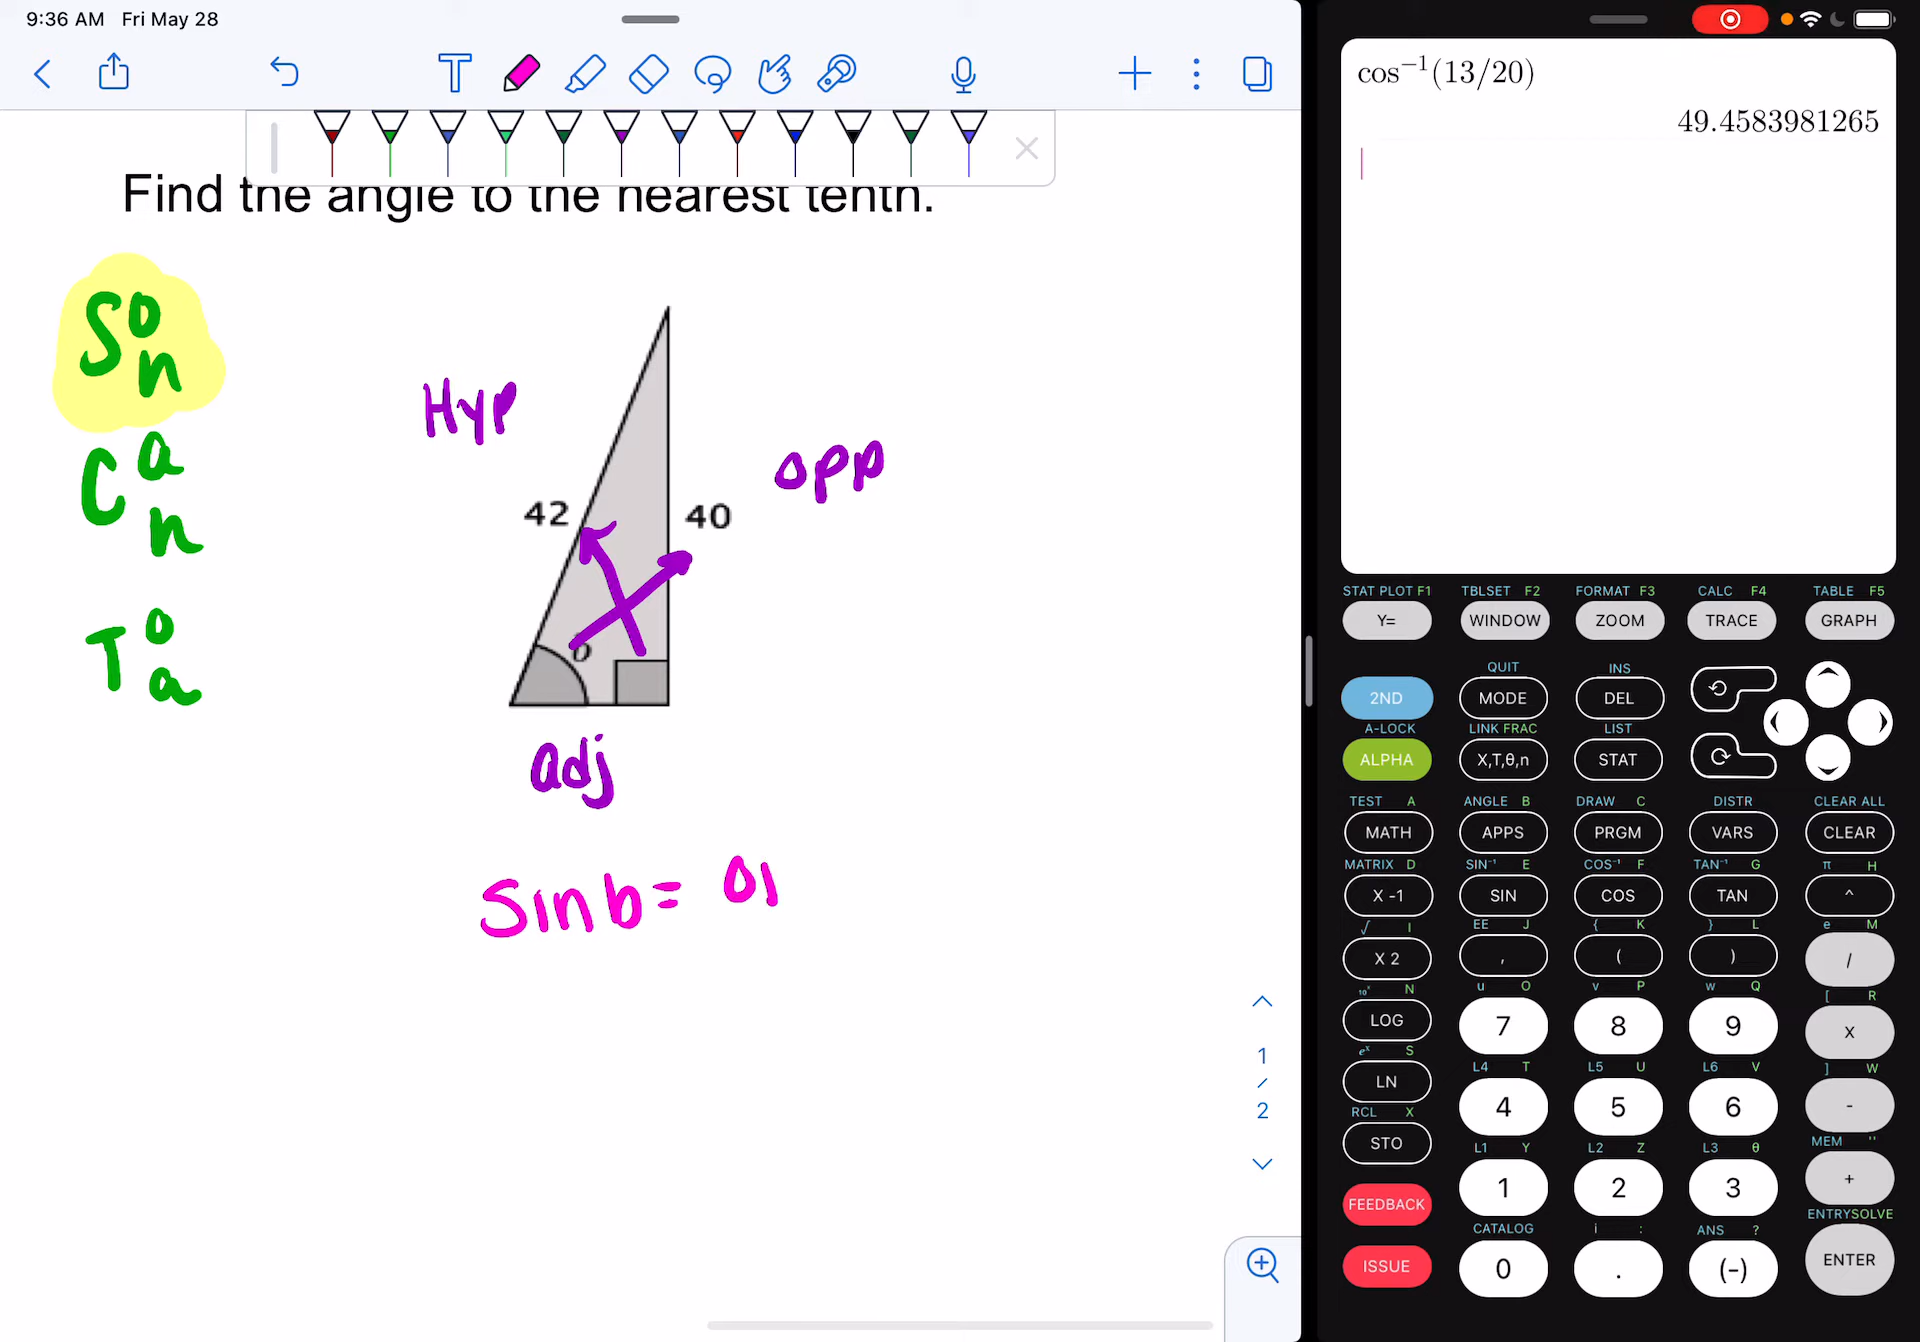 9:36 AM Fri May 28
Find the angle to the nearest tenth.
S o
h
C a
h
T o
a
Hyp
opp
42
40
b
adj
Sin b = o
1
/
2
cos⁻¹(13/20)
49.4583981265
STAT PLOT F1 TBLSET F2 FORMAT F3 CALC F4 TABLE F5
Y= WINDOW ZOOM TRACE GRAPH
QUIT INS
2ND MODE DEL
A-LOCK LINK FRAC LIST
ALPHA X,T,θ,n STAT
TEST A ANGLE B DRAW C DISTR CLEAR ALL
MATH APPS PRGM VARS CLEAR
MATRIX D SIN⁻¹ E COS⁻¹ F TAN⁻¹ G π H
X -1 SIN COS TAN ^
√ I EE J { K } L e M
X 2 , ( ) /
10ˣ N u O v P w Q [ R
LOG 7 8 9 X
eˣ S L4 T L5 U L6 V ] W
LN 4 5 6 -
RCL X L1 Y L2 Z L3 θ MEM "
STO 1 2 3 +
FEEDBACK CATALOG i : ANS ? ENTRY SOLVE
ISSUE 0 . (-) ENTER